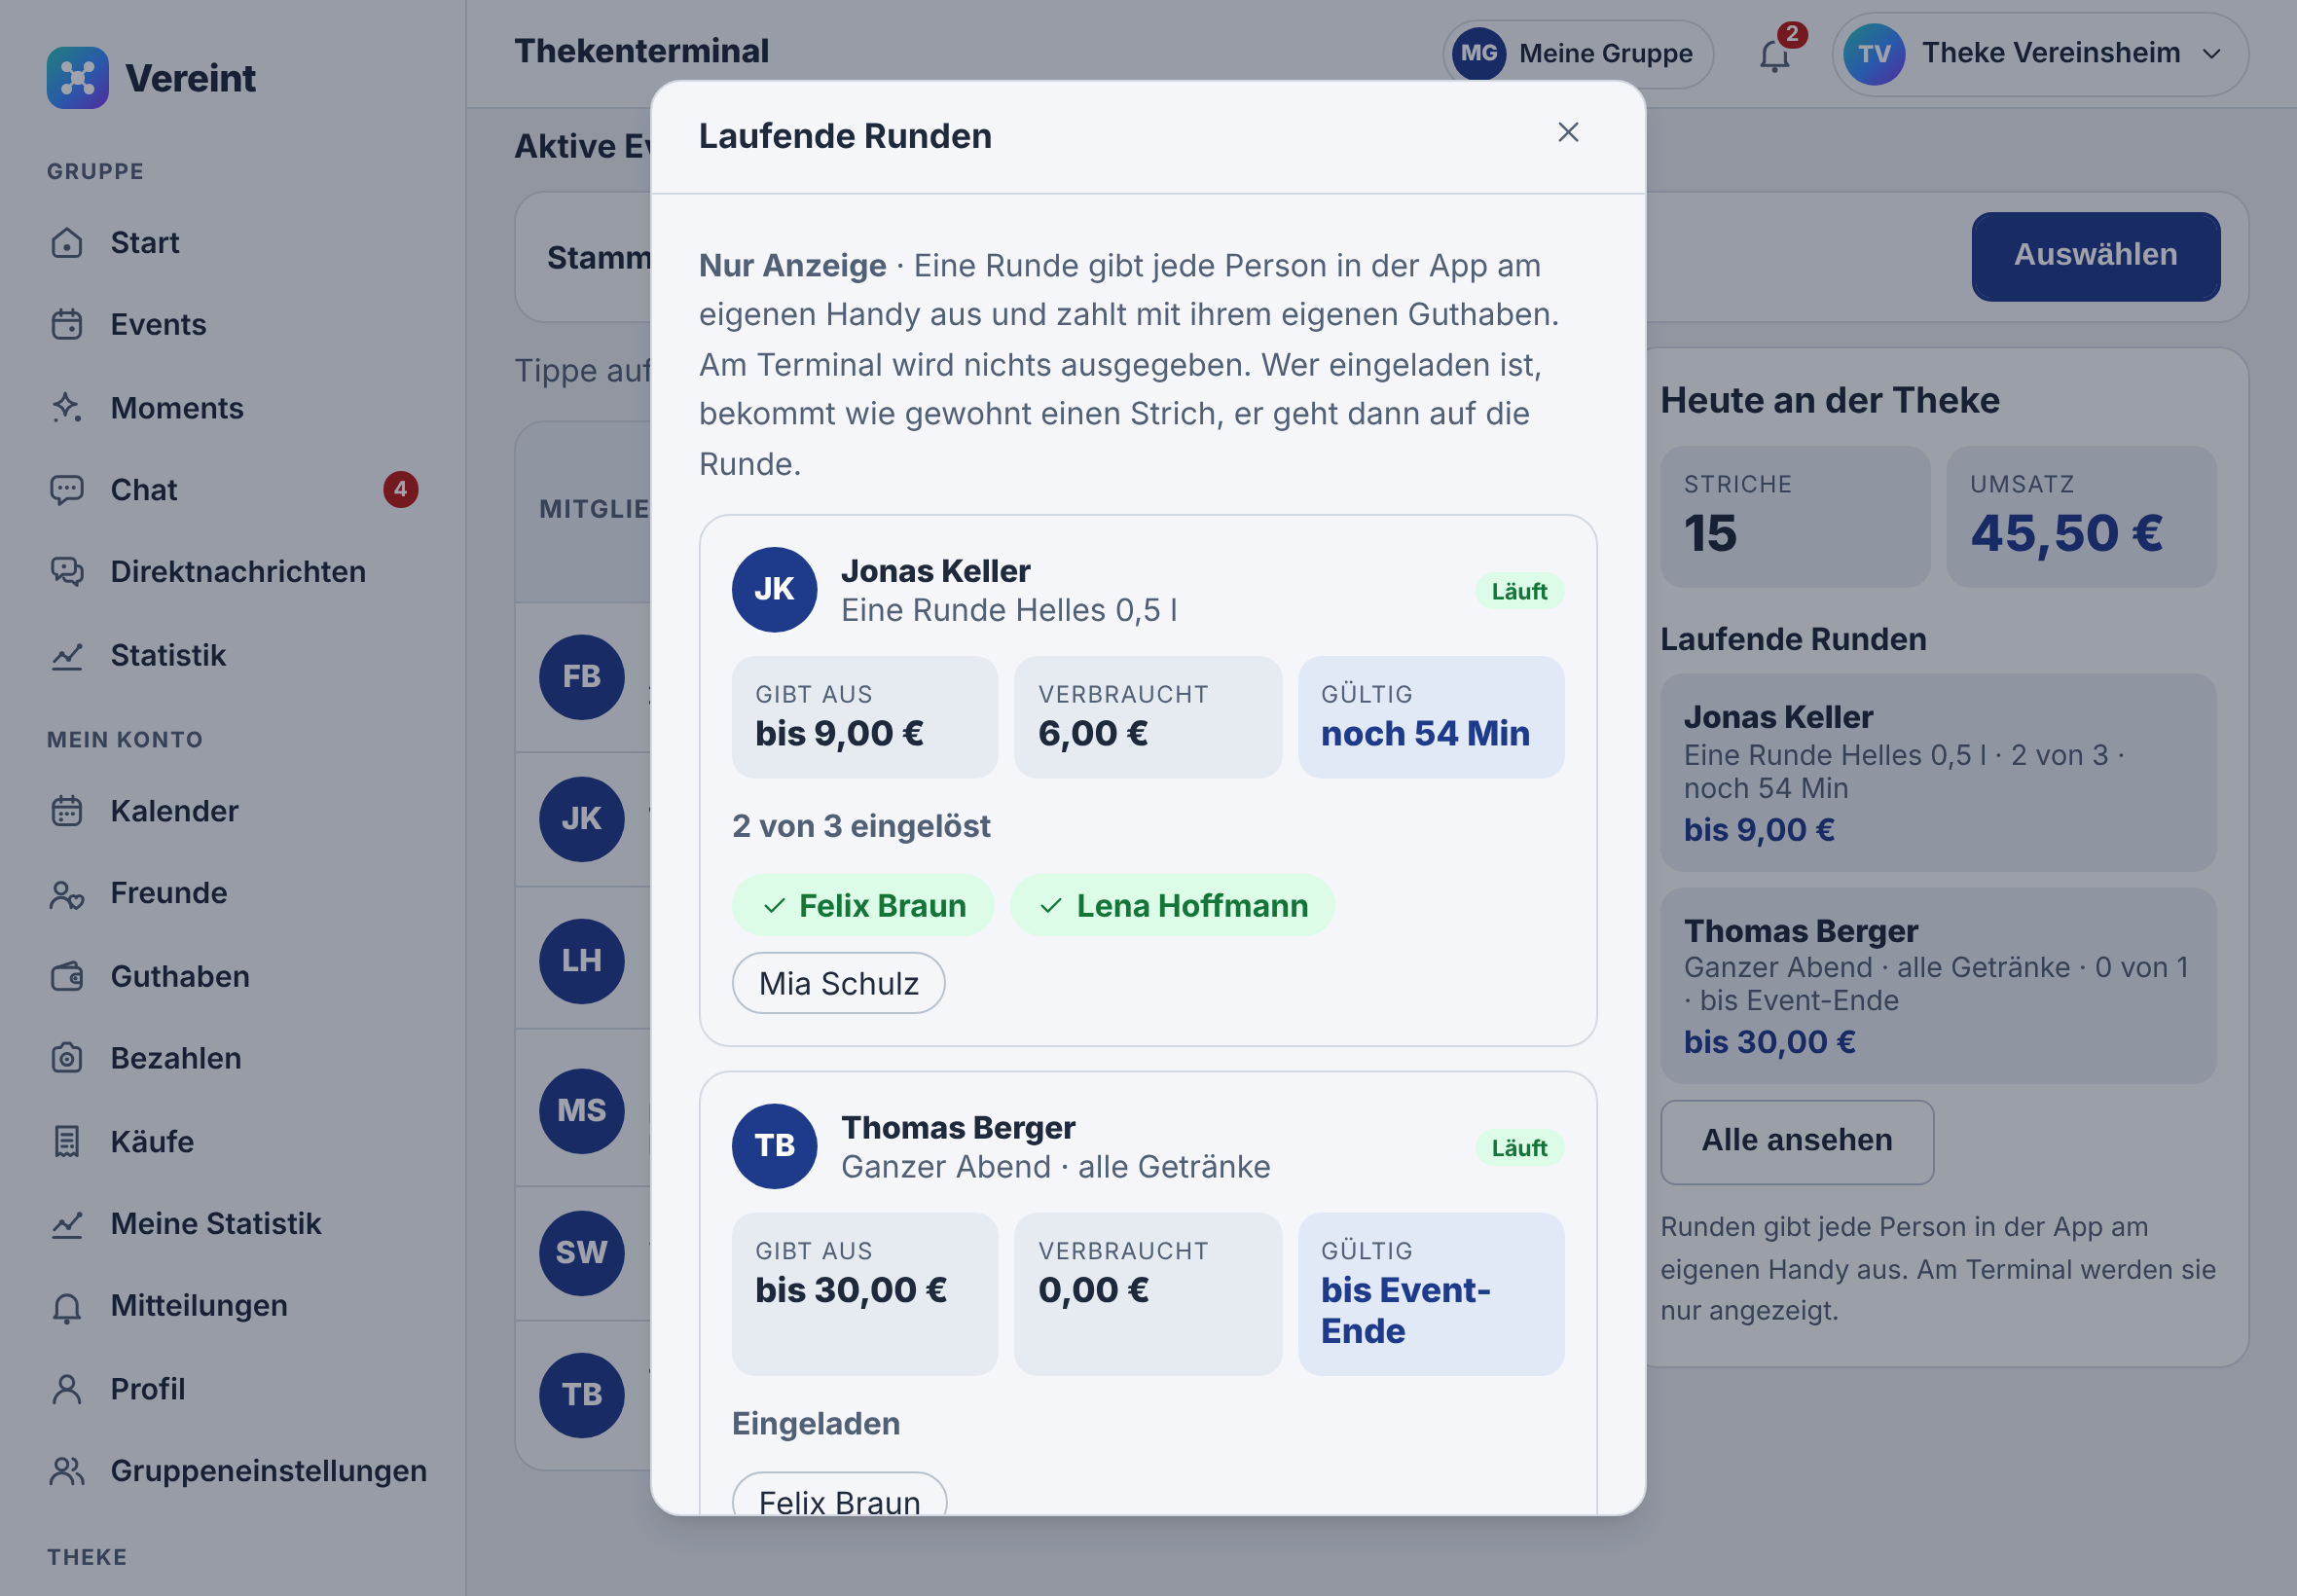 Vereint
GRUPPE
Start
Events
Moments
Chat 4
Direktnachrichten
Statistik
MEIN KONTO
Kalender
Freunde
Guthaben
Bezahlen
Käufe
Meine Statistik
Mitteilungen
Profil
Gruppeneinstellungen
THEKE
Thekenterminal
MG Meine Gruppe
2
TV Theke Vereinsheim
Aktive
Auswählen
Tippe auf
FB
JK
LH
MS
SW
TB
Laufende Runden
Nur Anzeige · Eine Runde gibt jede Person in der App am
eigenen Handy aus und zahlt mit ihrem eigenen Guthaben.
Am Terminal wird nichts ausgegeben. Wer eingeladen ist,
bekommt wie gewohnt einen Strich, er geht dann auf die
Runde.
JK
Jonas Keller
Eine Runde Helles 0,5 l
Läuft
GIBT AUS
bis 9,00 €
VERBRAUCHT
6,00 €
GÜLTIG
noch 54 Min
2 von 3 eingelöst
Felix Braun
Lena Hoffmann
Mia Schulz
TB
Thomas Berger
Ganzer Abend · alle Getränke
Läuft
GIBT AUS
bis 30,00 €
VERBRAUCHT
0,00 €
GÜLTIG
bis Event-
Ende
Eingeladen
Felix Braun
Heute an der Theke
STRICHE
15
UMSATZ
45,50 €
Laufende Runden
Jonas Keller
Eine Runde Helles 0,5 l · 2 von 3 ·
noch 54 Min
bis 9,00 €
Thomas Berger
Ganzer Abend · alle Getränke · 0 von 1
· bis Event-Ende
bis 30,00 €
Alle ansehen
Runden gibt jede Person in der App am
eigenen Handy aus. Am Terminal werden sie
nur angezeigt.